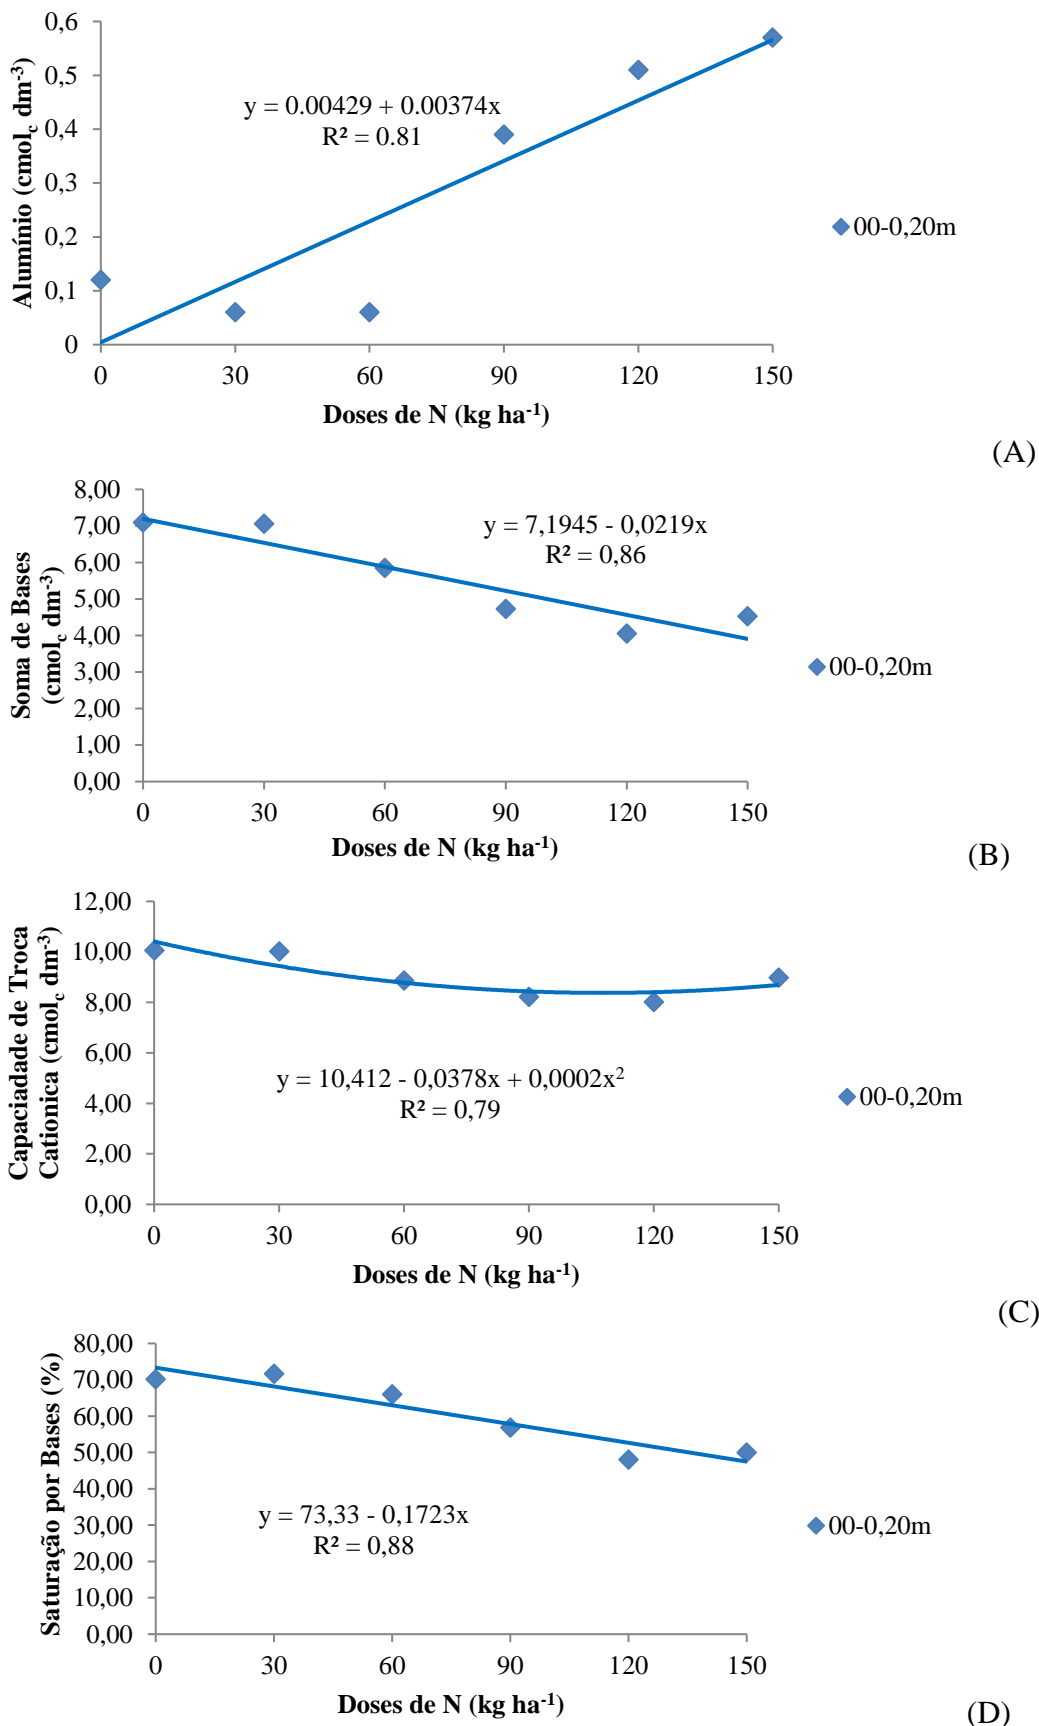 0,6
0,5
0,4
0,3
0,2
0,1
0
Alumínio (cmolc dm-3)
y = 0.00429 + 0.00374x
R² = 0.81
00-0,20m
0 30 60 90 120 150
Doses de N (kg ha-1)
(A)
8,00
7,00
6,00
5,00
4,00
3,00
2,00
1,00
0,00
Soma de Bases
(cmolc dm-3)
y = 7,1945 - 0,0219x
R² = 0,86
00-0,20m
0 30 60 90 120 150
Doses de N (kg ha-1)
(B)
12,00
10,00
8,00
6,00
4,00
2,00
0,00
Capaciadade de Troca
Cationica (cmolc dm-3)
y = 10,412 - 0,0378x + 0,0002x2
R² = 0,79
00-0,20m
0 30 60 90 120 150
Doses de N (kg ha-1)
(C)
80,00
70,00
60,00
50,00
40,00
30,00
20,00
10,00
0,00
Saturação por Bases (%)
y = 73,33 - 0,1723x
R² = 0,88
00-0,20m
0 30 60 90 120 150
Doses de N (kg ha-1)
(D)